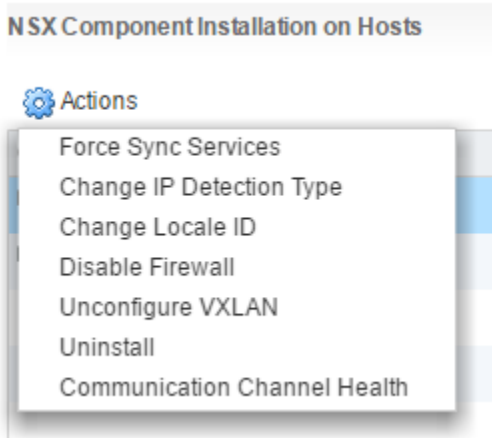 NSX Component Installation on Hosts
Actions
Force Sync Services
Change IP Detection Type
Change Locale ID
Disable Firewall
Unconfigure VXLAN
Uninstall
Communication Channel Health